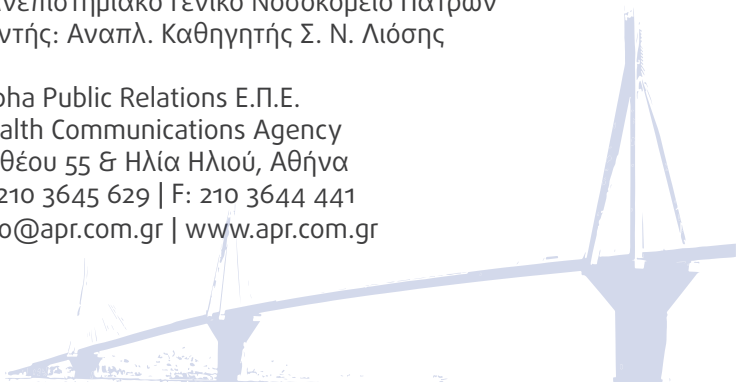 νεπιστημιακό Γενικό Νοσοκομείο Πατρών
ντής: Αναπλ. Καθηγητής Σ. Ν. Λιόσης
pha Public Relations Ε.Π.Ε.
alth Communications Agency
θέου 55 & Ηλία Ηλιού, Αθήνα
210 3645 629 | F: 210 3644 441
o@apr.com.gr | www.apr.com.gr